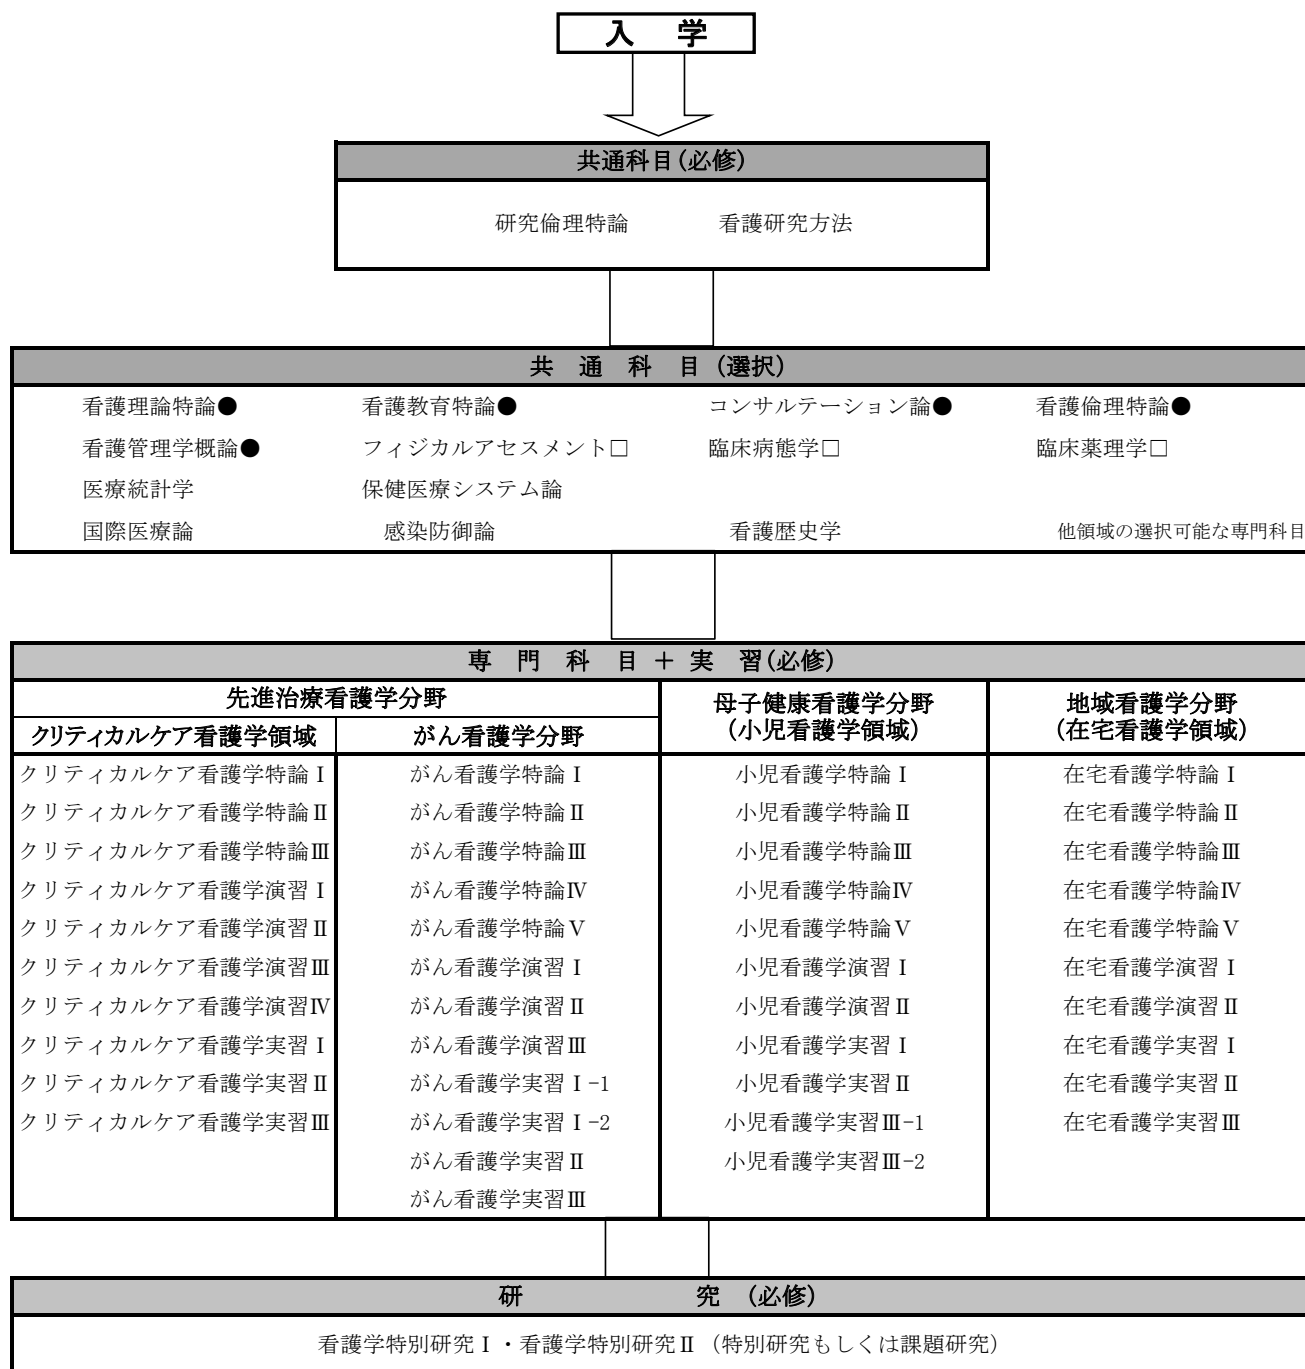 入 学
共通科目(必修)
研究倫理特論 看護研究方法
共 通 科 目 (選択)
看護理論特論● 看護教育特論● コンサルテーション論● 看護倫理特論●
看護管理学概論● フィジカルアセスメント□ 臨床病態学□ 臨床薬理学□
医療統計学 保健医療システム論
国際医療論 感染防御論 看護歴史学 他領域の選択可能な専門科目
専 門 科 目 + 実 習(必修)
先進治療看護学分野 母子健康看護学分野 地域看護学分野
(小児看護学領域) (在宅看護学領域)
クリティカルケア看護学領域 がん看護学分野
クリティカルケア看護学特論Ⅰ がん看護学特論Ⅰ 小児看護学特論Ⅰ 在宅看護学特論Ⅰ
クリティカルケア看護学特論Ⅱ がん看護学特論Ⅱ 小児看護学特論Ⅱ 在宅看護学特論Ⅱ
クリティカルケア看護学特論Ⅲ がん看護学特論Ⅲ 小児看護学特論Ⅲ 在宅看護学特論Ⅲ
クリティカルケア看護学演習Ⅰ がん看護学特論Ⅳ 小児看護学特論Ⅳ 在宅看護学特論Ⅳ
クリティカルケア看護学演習Ⅱ がん看護学特論Ⅴ 小児看護学特論Ⅴ 在宅看護学特論Ⅴ
クリティカルケア看護学演習Ⅲ がん看護学演習Ⅰ 小児看護学演習Ⅰ 在宅看護学演習Ⅰ
クリティカルケア看護学演習Ⅳ がん看護学演習Ⅱ 小児看護学演習Ⅱ 在宅看護学演習Ⅱ
クリティカルケア看護学実習Ⅰ がん看護学演習Ⅲ 小児看護学実習Ⅰ 在宅看護学実習Ⅰ
クリティカルケア看護学実習Ⅱ がん看護学実習Ⅰ-1 小児看護学実習Ⅱ 在宅看護学実習Ⅱ
クリティカルケア看護学実習Ⅲ がん看護学実習Ⅰ-2 小児看護学実習Ⅲ-1 在宅看護学実習Ⅲ
がん看護学実習Ⅱ 小児看護学実習Ⅲ-2
がん看護学実習Ⅲ
研 究 (必修)
看護学特別研究Ⅰ・看護学特別研究Ⅱ (特別研究もしくは課題研究)